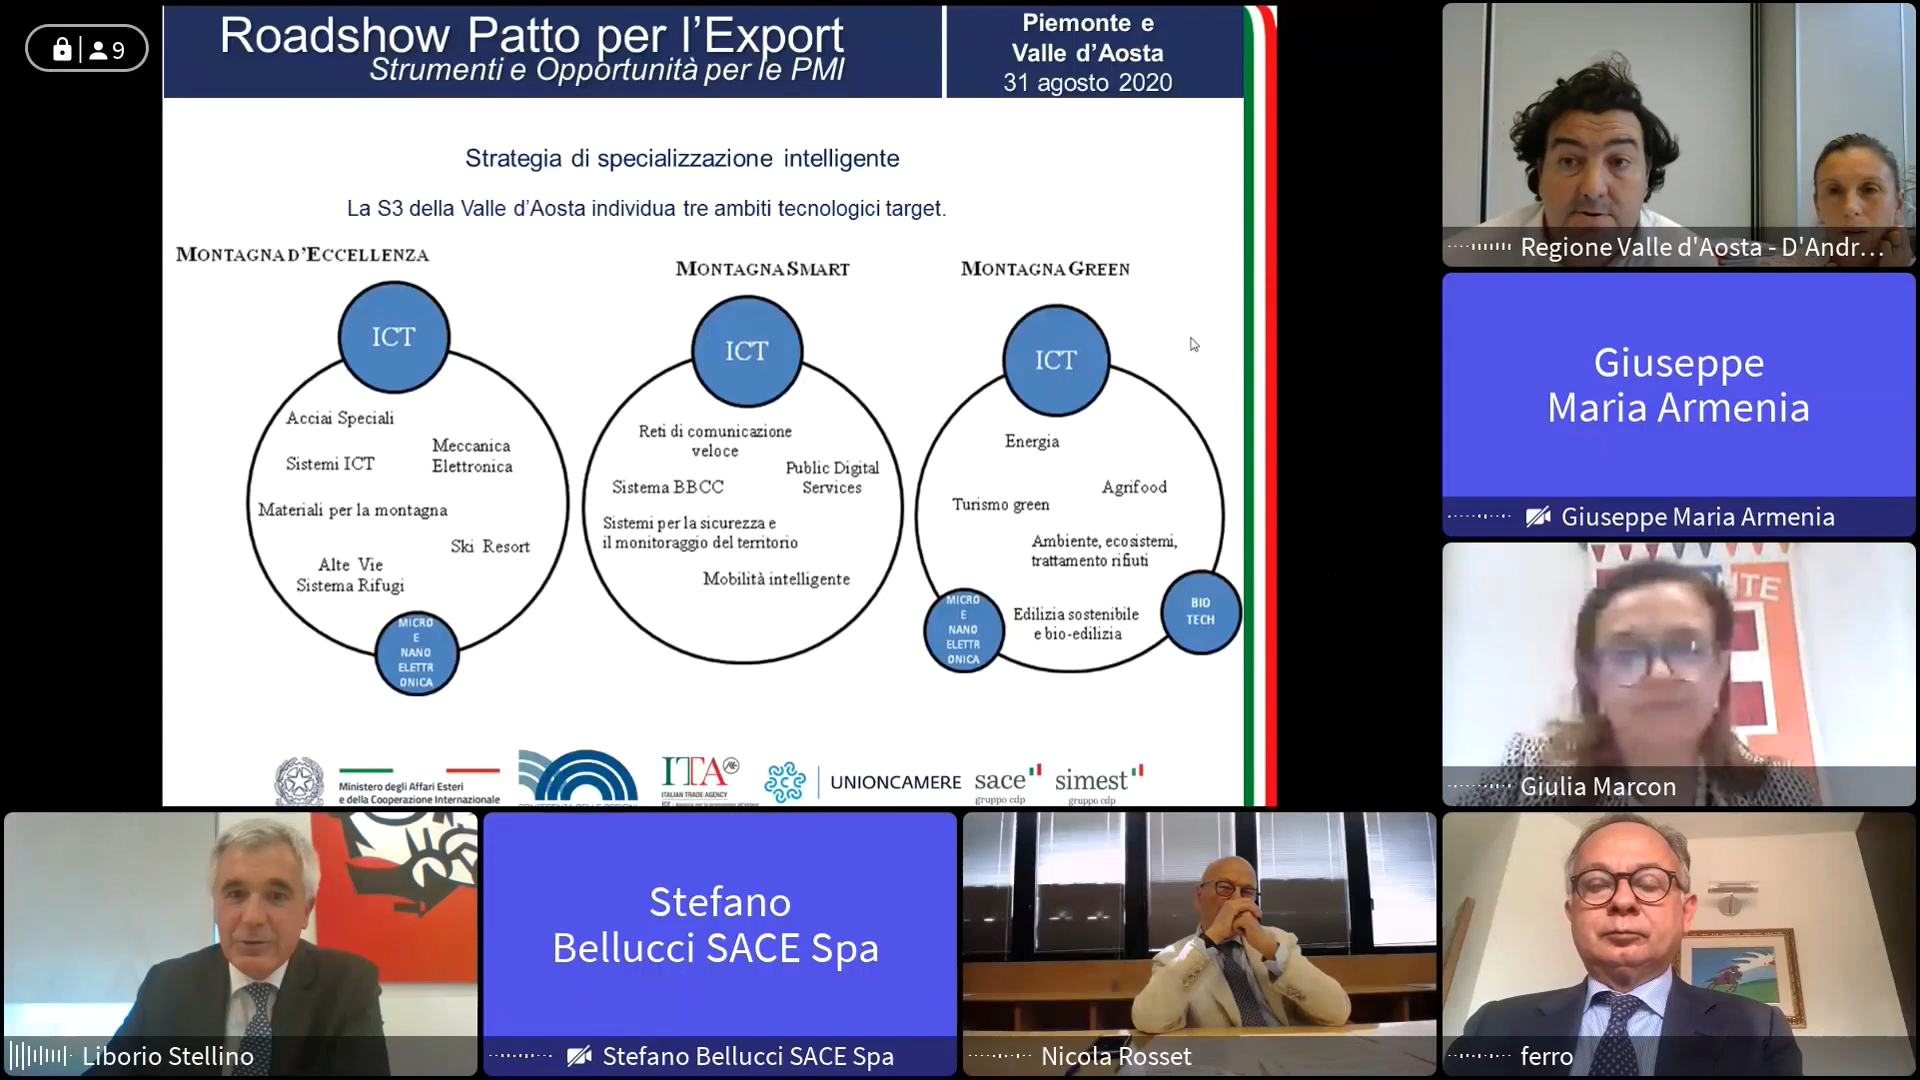 9
Roadshow Patto per l'Export
Strumenti e Opportunità per le PMI
Piemonte e
Valle d'Aosta
31 agosto 2020
Strategia di specializzazione intelligente
La S3 della Valle d'Aosta individua tre ambiti tecnologici target.
MONTAGNA D'ECCELLENZA
ICT
Acciai Speciali
Meccanica
Elettronica
Sistemi ICT
Materiali per la montagna
Ski Resort
Alte Vie
Sistema Rifugi
MICRO
E
NANO
ELETTR
ONICA
MONTAGNA SMART
ICT
Reti di comunicazione
veloce
Public Digital
Services
Sistema BBCC
Sistemi per la sicurezza e
il monitoraggio del territorio
Mobilità intelligente
MONTAGNA GREEN
ICT
Energia
Agrifood
Turismo green
Ambiente, ecosistemi,
trattamento rifiuti
Edilizia sostenibile
e bio-edilizia
MICRO
E
NANO
ELETTR
ONICA
BIO
TECH
Ministero degli Affari Esteri
e della Cooperazione Internazionale
ITA
ITALIAN TRADE AGENCY
UNIONCAMERE
sace
gruppo cdp
simest
gruppo cdp
Regione Valle d'Aosta - D'Andr...
Giuseppe
Maria Armenia
Giuseppe Maria Armenia
Giulia Marcon
Liborio Stellino
Stefano
Bellucci SACE Spa
Stefano Bellucci SACE Spa
Nicola Rosset
ferro